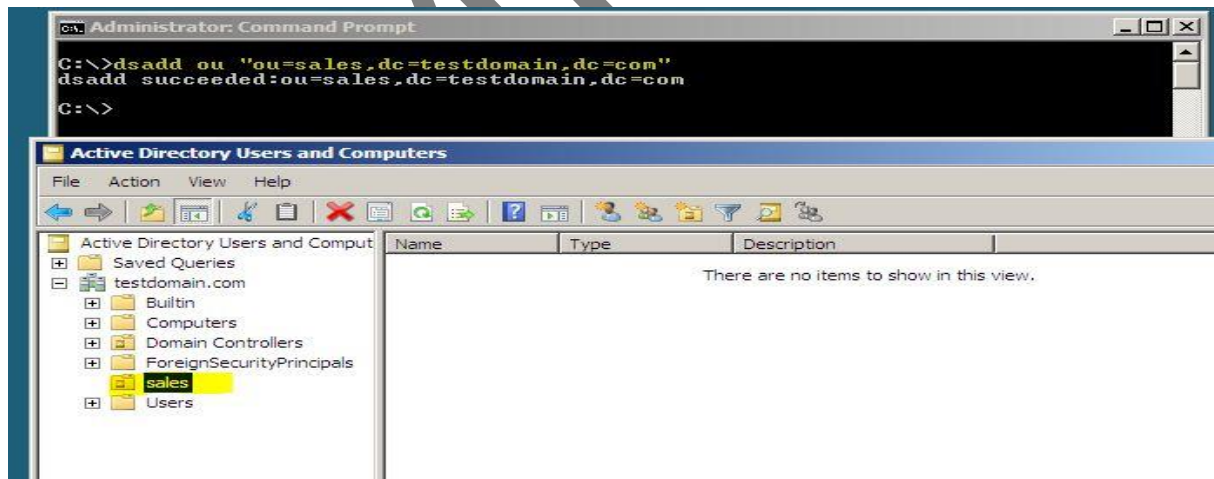 Administrator: Command Prompt
C:\>dsadd ou "ou=sales,dc=testdomain,dc=com"
dsadd succeeded:ou=sales,dc=testdomain,dc=com
C:\>
Active Directory Users and Computers
File Action View Help
Active Directory Users and Comput
Name Type Description
Saved Queries
There are no items to show in this view.
testdomain.com
Builtin
Computers
Domain Controllers
ForeignSecurityPrincipals
sales
Users